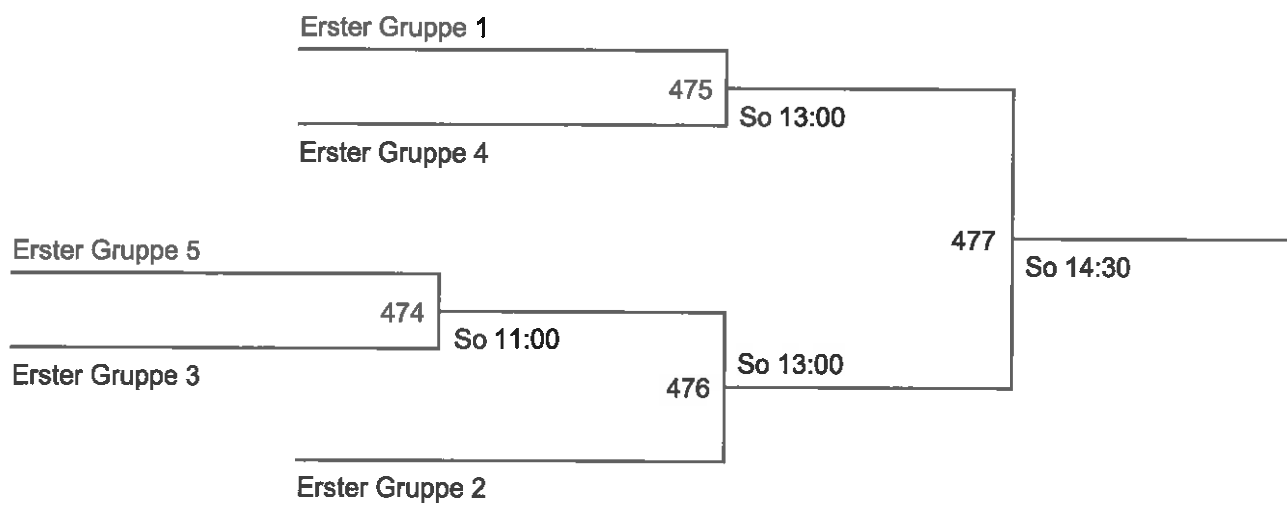 Erster Gruppe 1
475
So 13:00
Erster Gruppe 4
Erster Gruppe 5
474
So 11:00
Erster Gruppe 3
477
So 14:30
So 13:00
476
Erster Gruppe 2